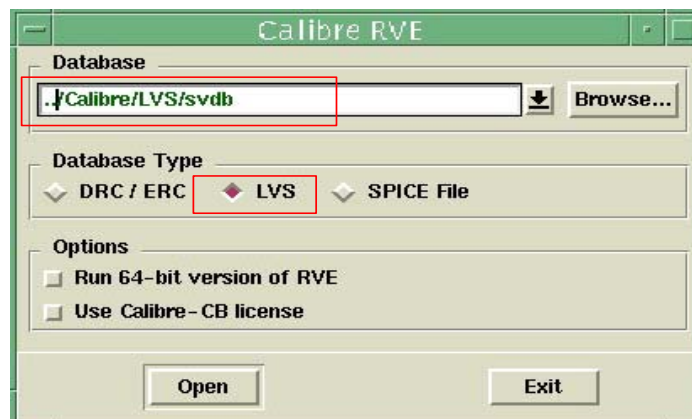 Calibre RVE
Database
../Calibre/LVS/svdb
Browse...
Database Type
DRC / ERC LVS SPICE File
Options
Run 64-bit version of RVE
Use Calibre-CB license
Open Exit